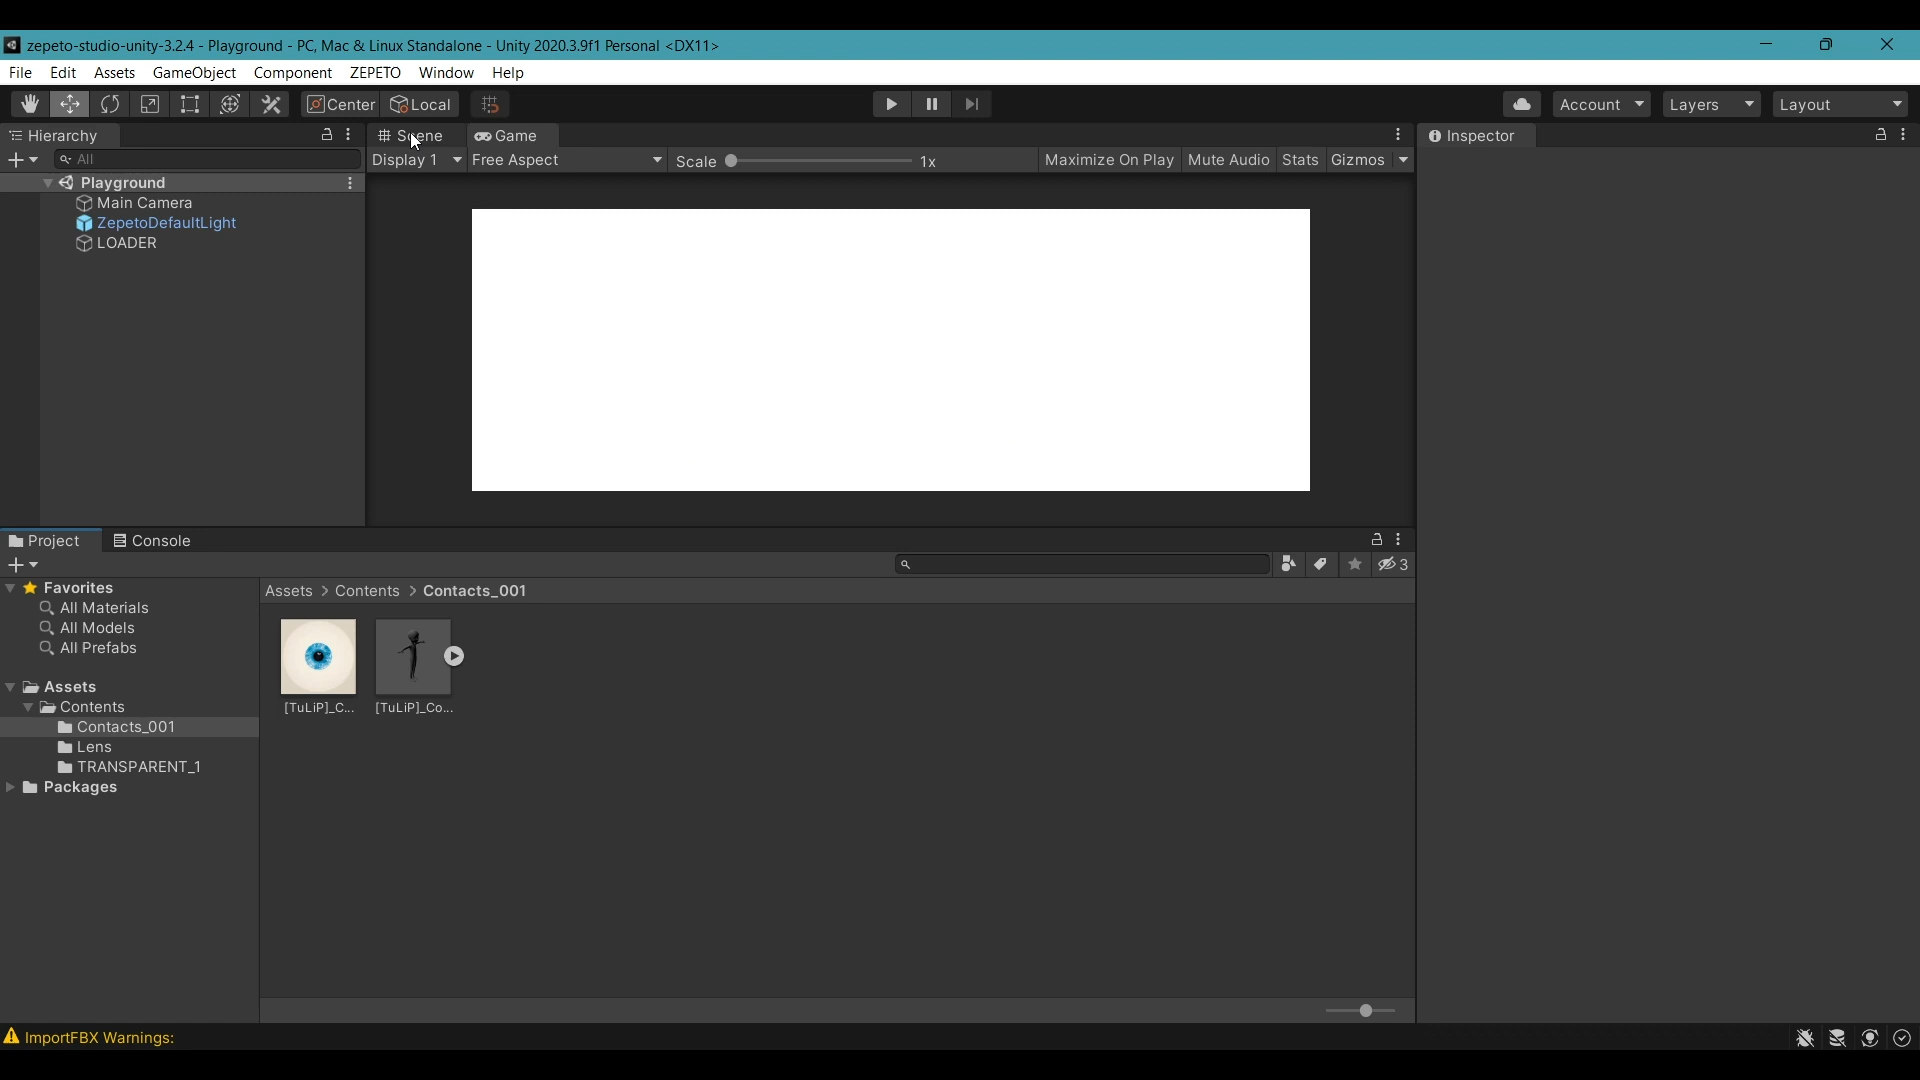 zepeto-studio-unity-3.2.4 - Playground - PC, Mac & Linux Standalone - Unity 2020.3.9f1 Personal <DX11>
File Edit Assets GameObject Component ZEPETO Window Help
Center Local Account Layers Layout
Hierarchy Scene Game Inspector
All Display 1 Free Aspect Scale 1x Maximize On Play Mute Audio Stats Gizmos
Playground
Main Camera
ZepetoDefaultLight
LOADER
Project Console
3
Favorites Assets > Contents > Contacts_001
All Materials
All Models
All Prefabs
Assets
Contents
Contacts_001
Lens
TRANSPARENT_1
Packages
[TuLiP]_C... [TuLiP]_Co...
ImportFBX Warnings: